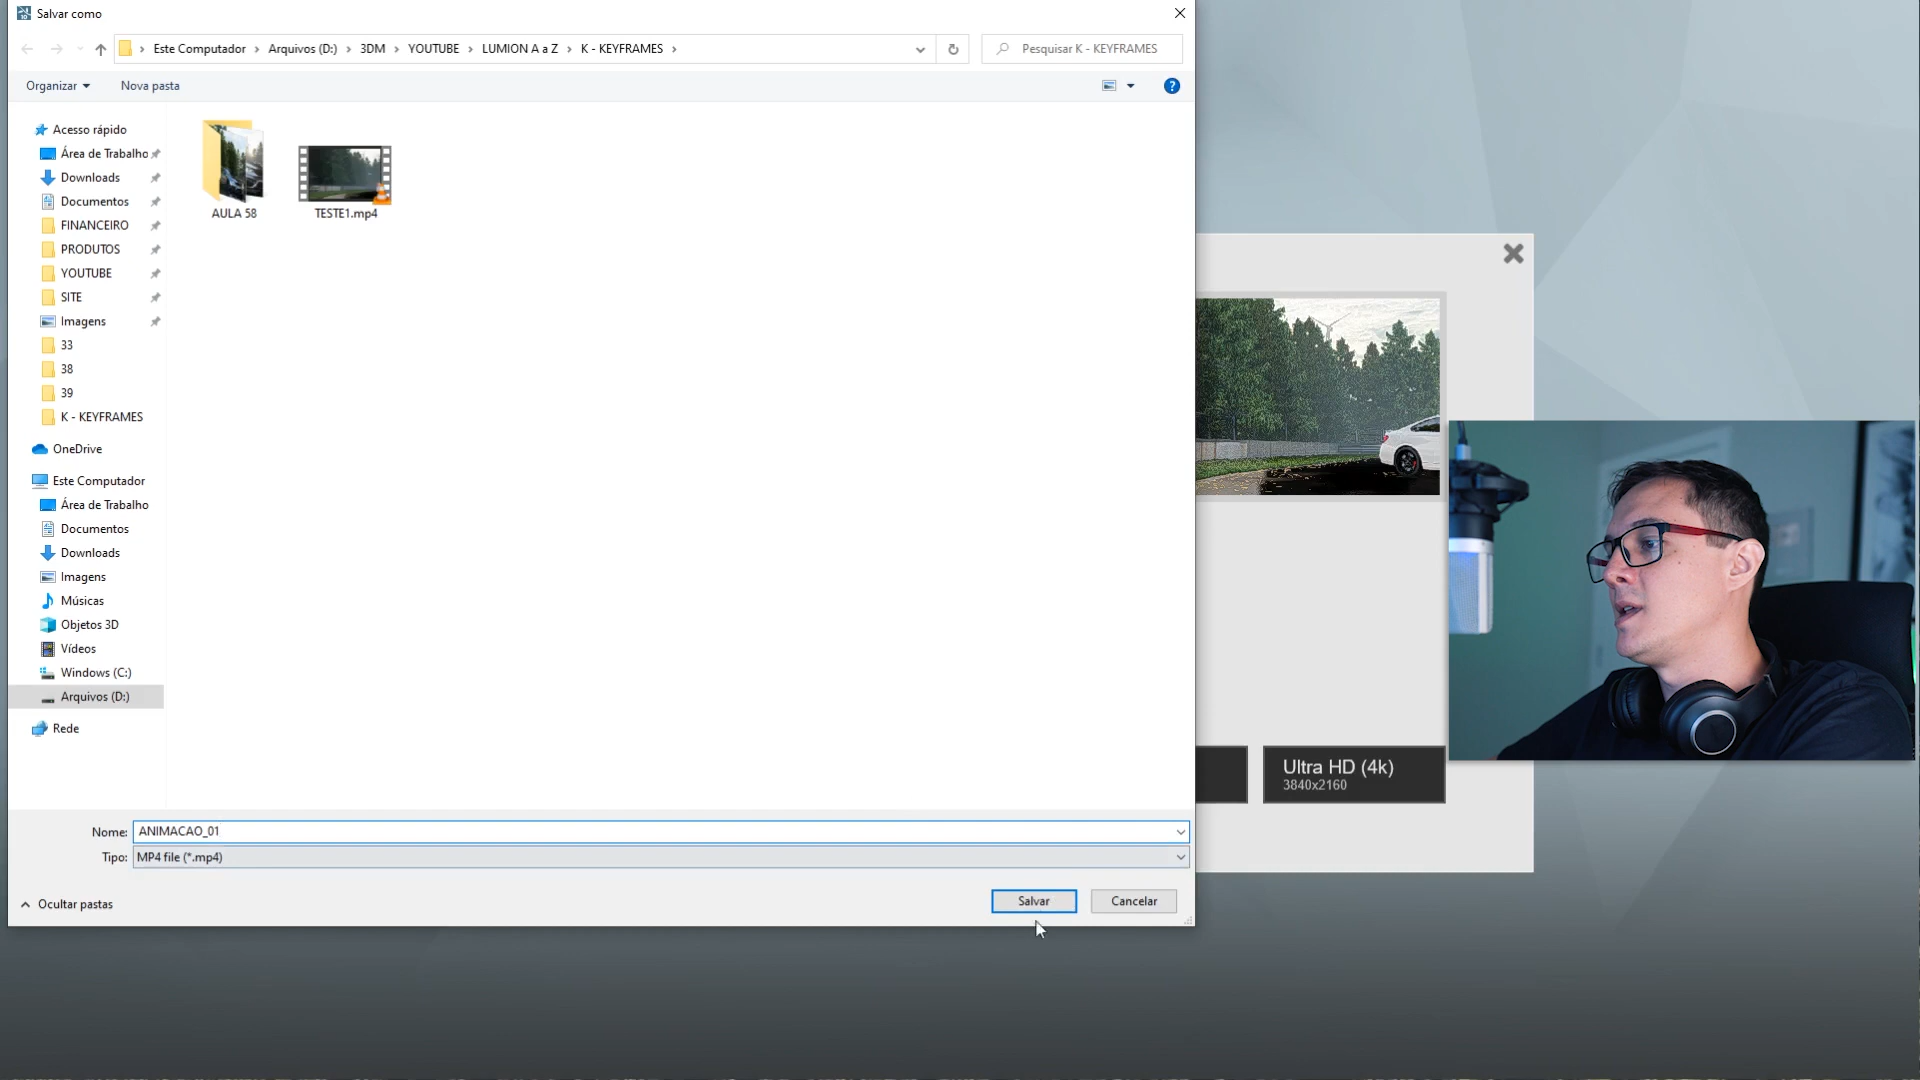 Salvar como
Este Computador › Arquivos (D:) › 3DM › YOUTUBE › LUMION A a Z › K - KEYFRAMES ›
Pesquisar K - KEYFRAMES
Organizar
Nova pasta
Acesso rápido
Área de Trabalho
Downloads
Documentos
FINANCEIRO
PRODUTOS
YOUTUBE
SITE
Imagens
33
38
39
K - KEYFRAMES
OneDrive
Este Computador
Área de Trabalho
Documentos
Downloads
Imagens
Músicas
Objetos 3D
Vídeos
Windows (C:)
Arquivos (D:)
Rede
AULA 58
TESTE1.mp4
Ultra HD (4k)
3840x2160
Nome: ANIMACAO_01
Tipo: MP4 file (*.mp4)
Ocultar pastas
Salvar
Cancelar